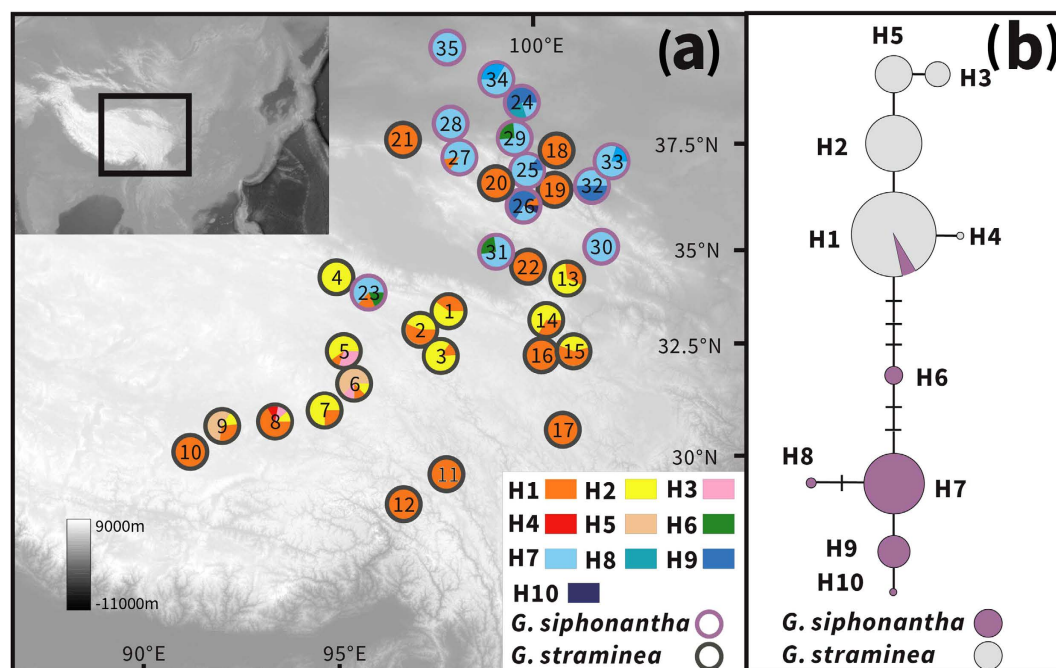 100°E
(a)
35
34
24
28
29
21
18
27
25
33
20
19
32
26
31
30
22
13
4
23
1
14
2
3
16
15
5
6
7
8
9
10
17
11
12
37.5°N
35°N
32.5°N
30°N
9000m
-11000m
90°E
95°E
H1 H2 H3
H4 H5 H6
H7 H8 H9
H10
G. siphonantha
G. straminea
(b)
H5
H3
H2
H1
H4
H6
H8
H7
H9
H10
G. siphonantha
G. straminea